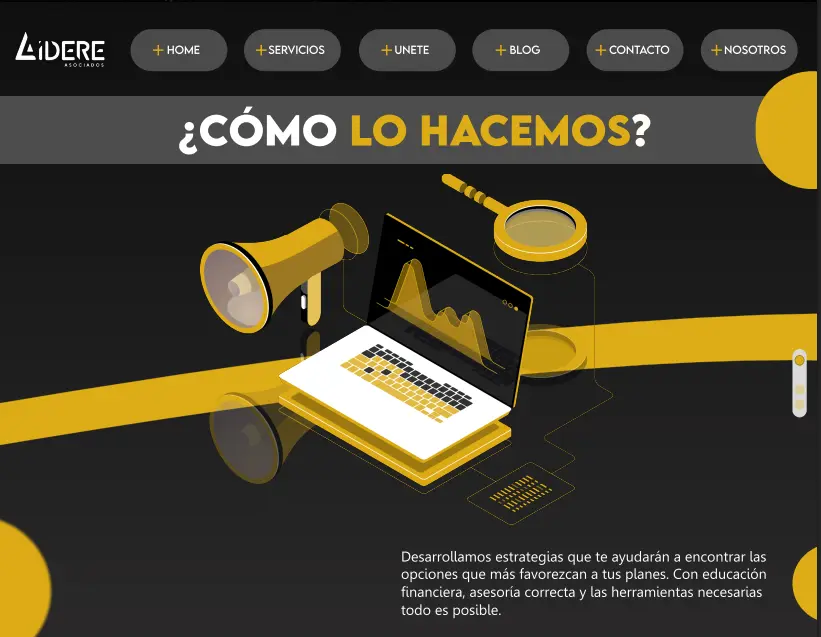 LIDERE
ASOCIADOS
+ HOME
+ SERVICIOS
+ UNETE
+ BLOG
+ CONTACTO
+ NOSOTROS
¿CÓMO LO HACEMOS?
Desarrollamos estrategias que te ayudarán a encontrar las
opciones que más favorezcan a tus planes. Con educación
financiera, asesoría correcta y las herramientas necesarias
todo es posible.